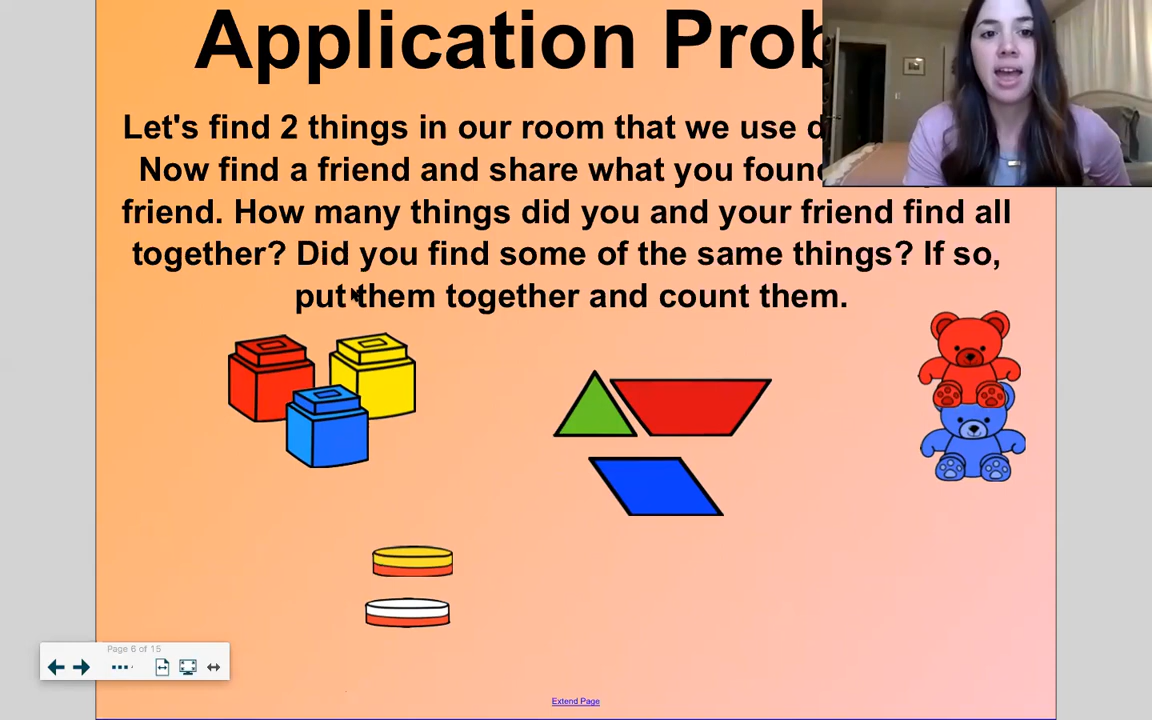 Application Prob
Let's find 2 things in our room that we use d
Now find a friend and share what you foun
friend. How many things did you and your friend find all
together? Did you find some of the same things? If so,
put them together and count them.
Page 6 of 15
Extend Page